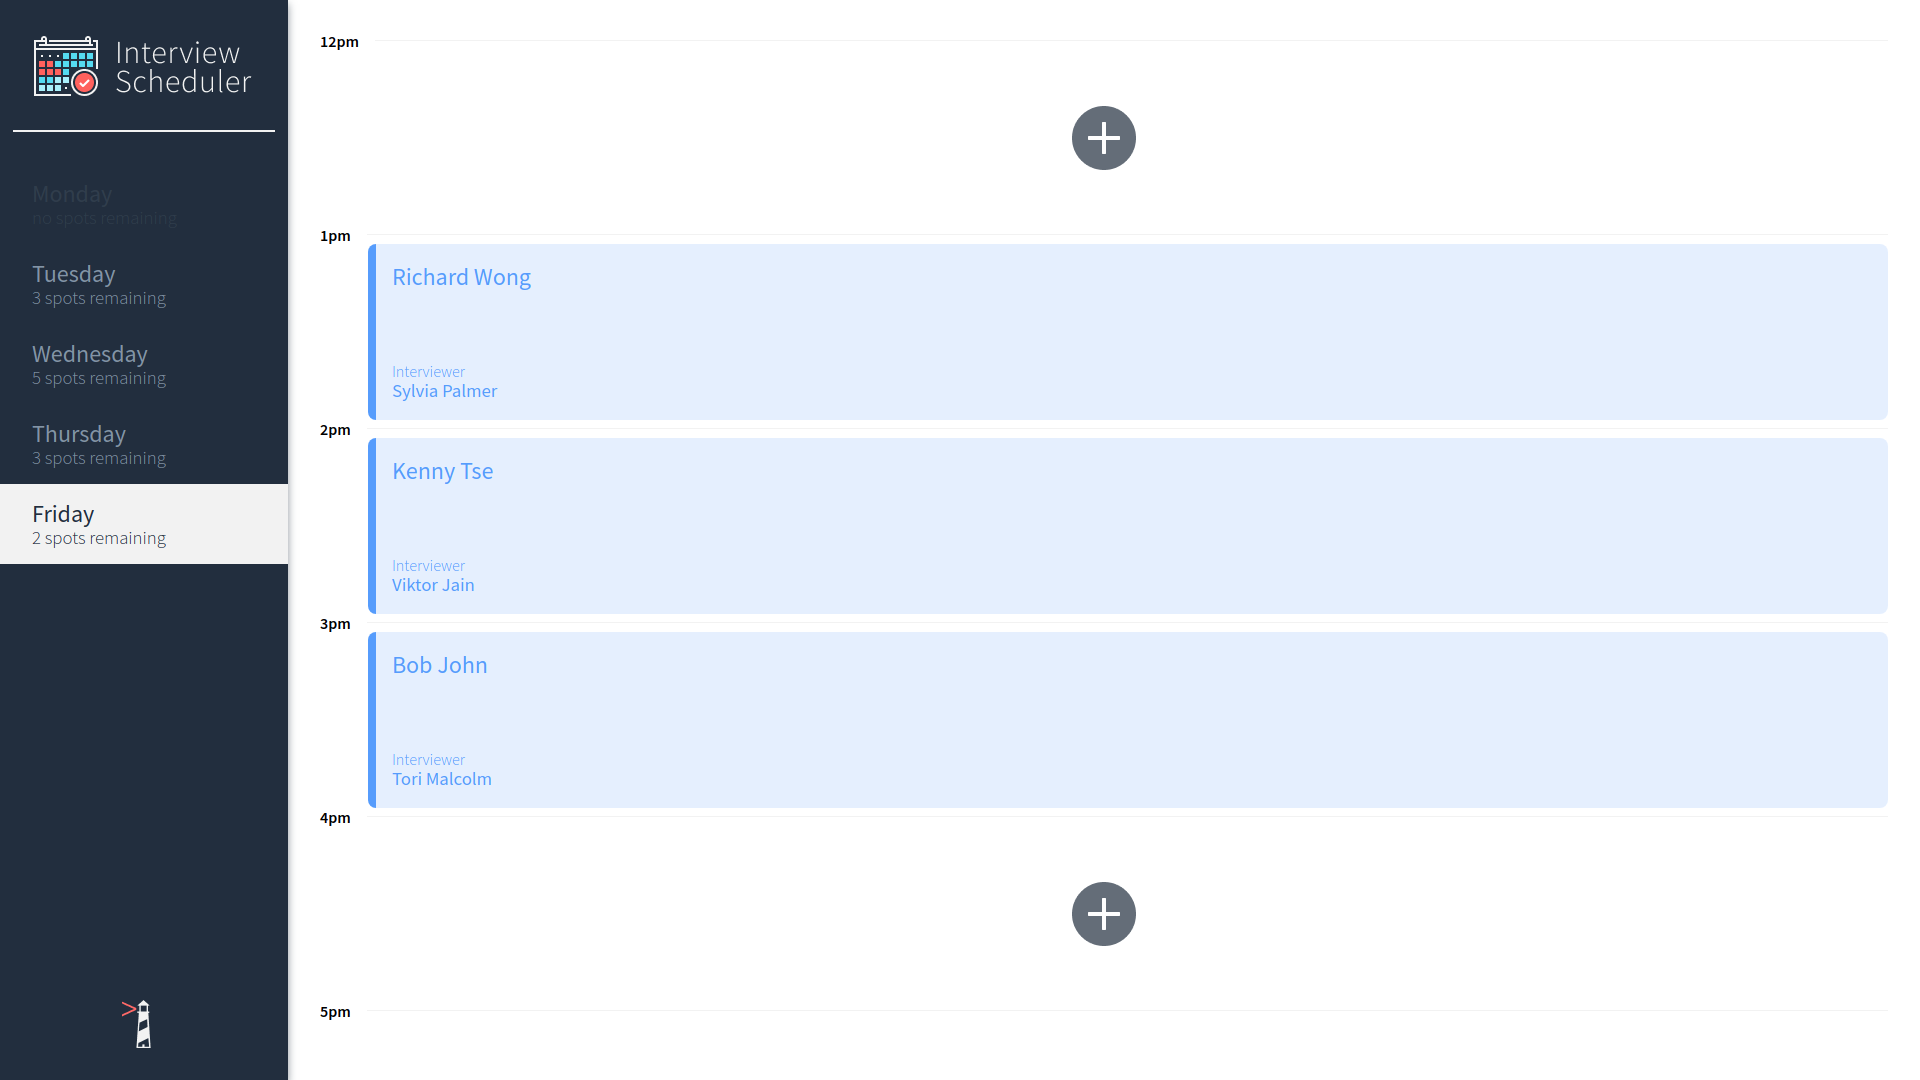 Interview
Scheduler
Monday
no spots remaining
Tuesday
3 spots remaining
Wednesday
5 spots remaining
Thursday
3 spots remaining
Friday
2 spots remaining
12pm
1pm
Richard Wong
Interviewer
Sylvia Palmer
2pm
Kenny Tse
Interviewer
Viktor Jain
3pm
Bob John
Interviewer
Tori Malcolm
4pm
5pm